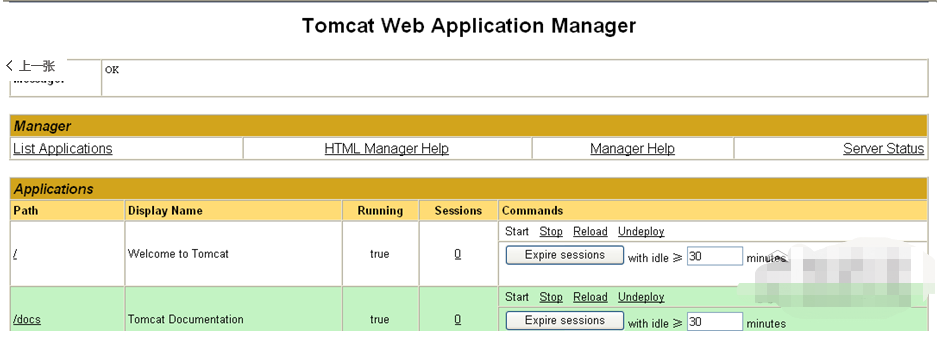 Tomcat Web Application Manager
上一张
Message: OK
Manager
List Applications HTML Manager Help Manager Help Server Status
Applications
Path Display Name Running Sessions Commands
Start Stop Reload Undeploy
/ Welcome to Tomcat true 0
Expire sessions with idle ≥ 30 minutes
Start Stop Reload Undeploy
/docs Tomcat Documentation true 0
Expire sessions with idle ≥ 30 minutes